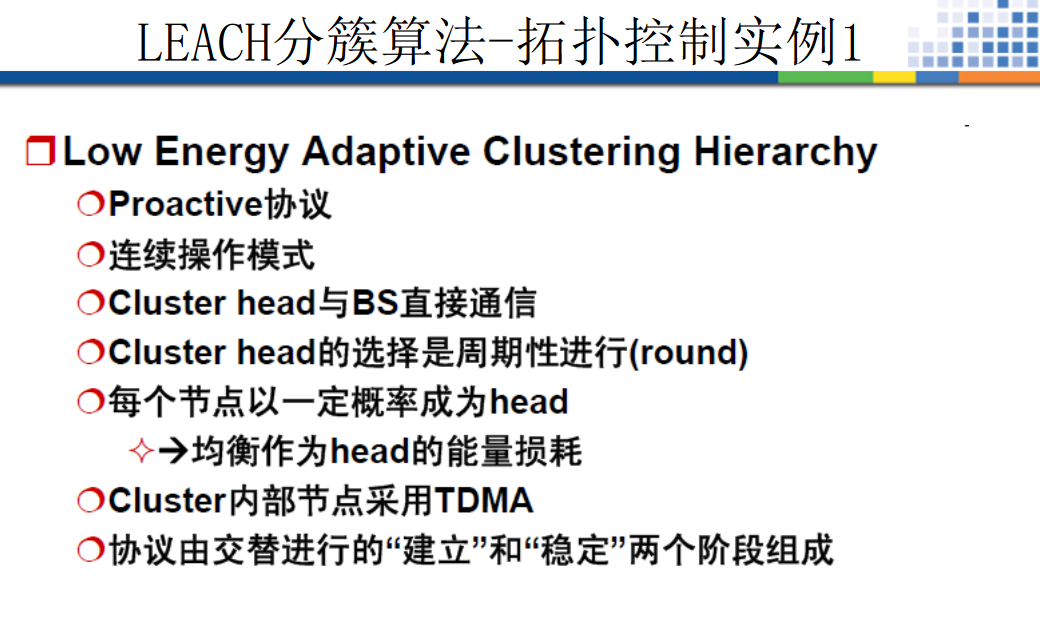 LEACH分簇算法-拓扑控制实例1
Low Energy Adaptive Clustering Hierarchy
Proactive协议
连续操作模式
Cluster head与BS直接通信
Cluster head的选择是周期性进行(round)
每个节点以一定概率成为head
→均衡作为head的能量损耗
Cluster内部节点采用TDMA
协议由交替进行的“建立”和“稳定”两个阶段组成